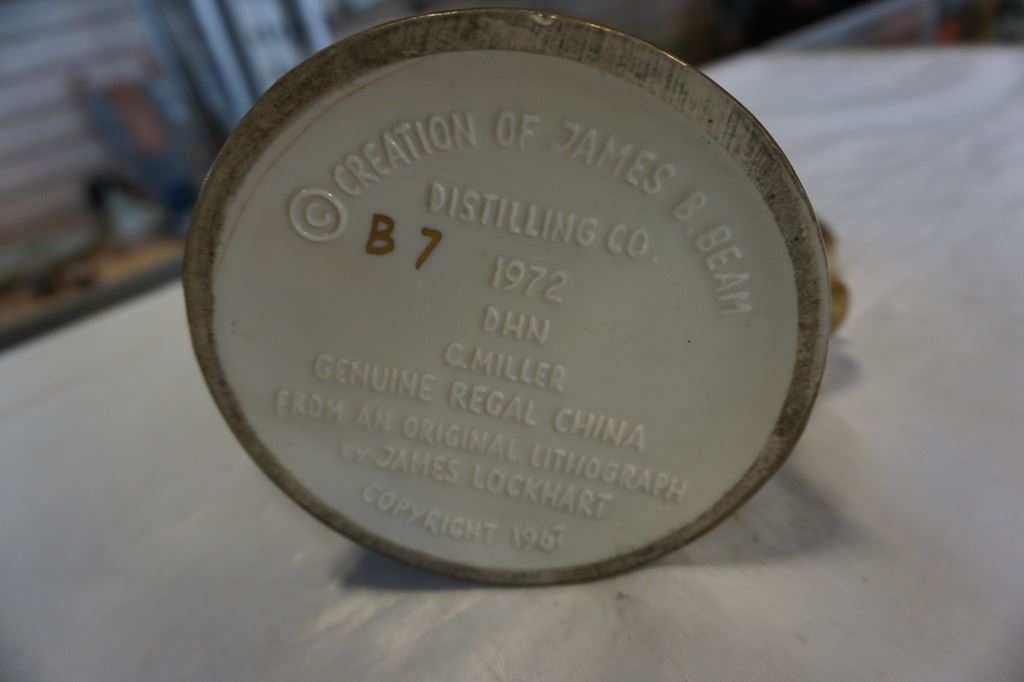 © CREATION OF JAMES B. BEAM
DISTILLING CO.
B 7
1972
DHN
C. MILLER
GENUINE REGAL CHINA
FROM AN ORIGINAL LITHOGRAPH
BY JAMES LOCKHART
COPYRIGHT 1967